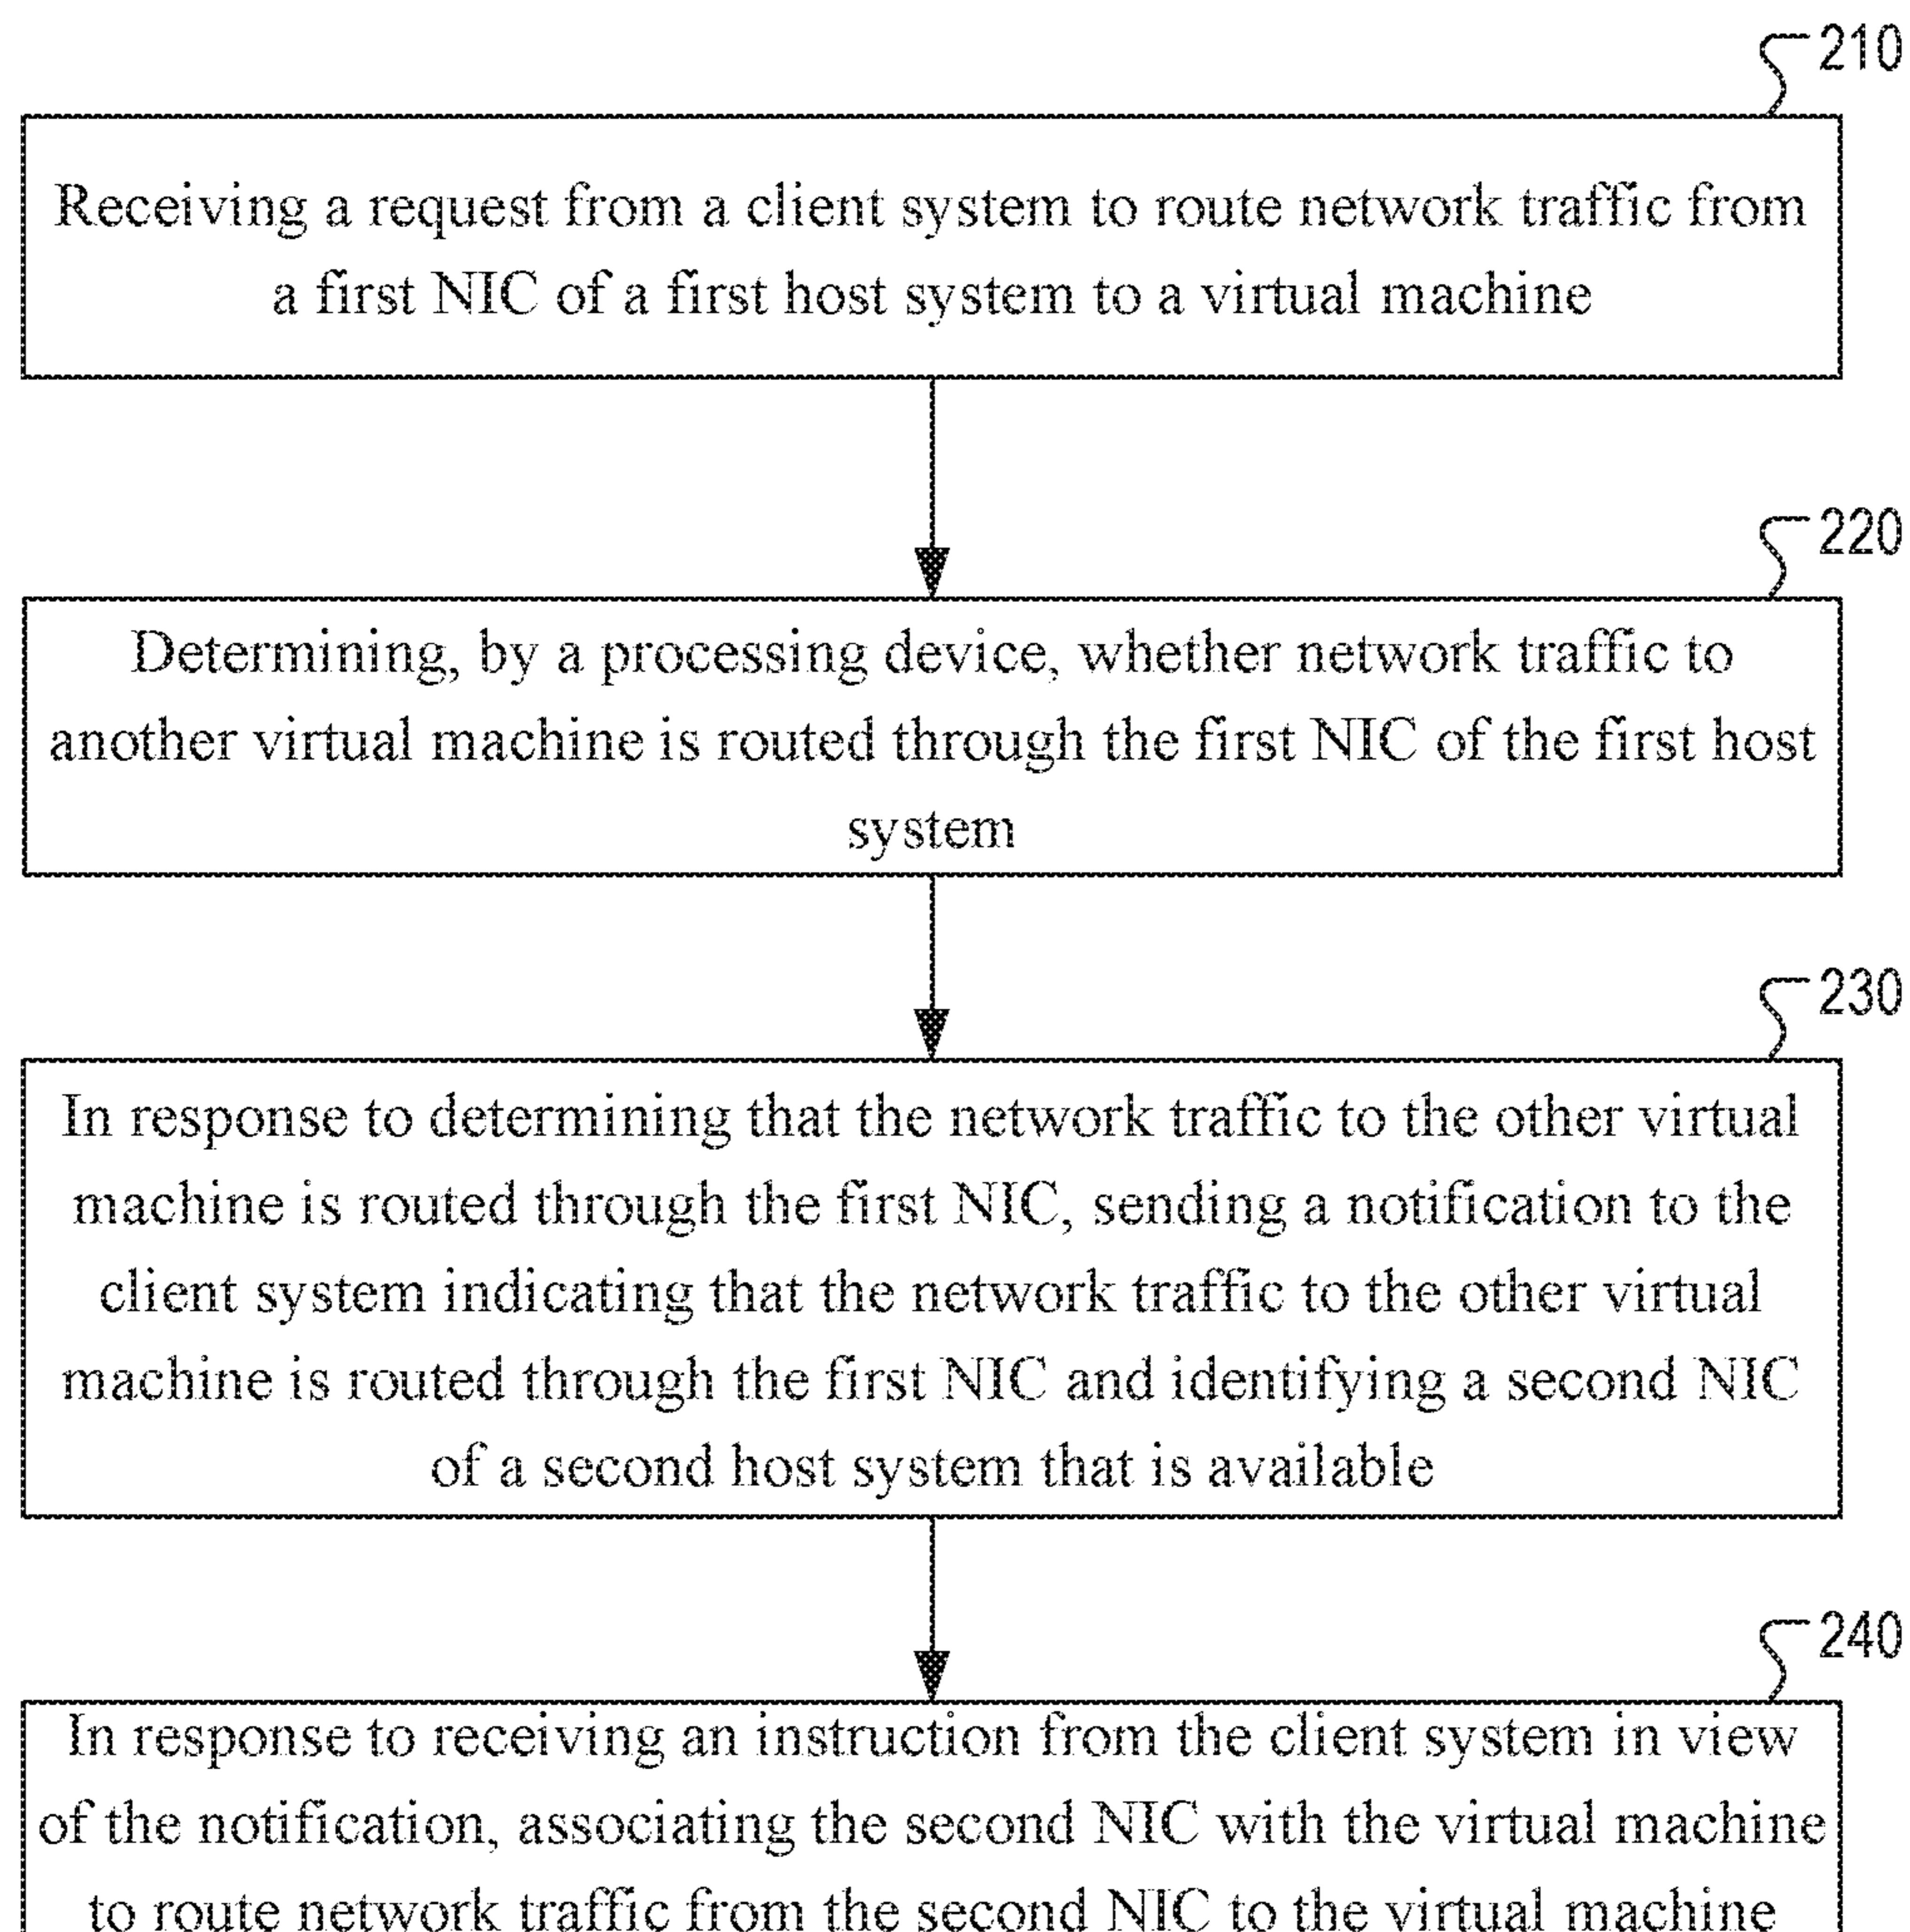 210
Receiving a request from a client system to route network traffic from
a first NIC of a first host system to a virtual machine
220
Determining, by a processing device, whether network traffic to
another virtual machine is routed through the first NIC of the first host
system
230
In response to determining that the network traffic to the other virtual
machine is routed through the first NIC, sending a notification to the
client system indicating that the network traffic to the other virtual
machine is routed through the first NIC and identifying a second NIC
of a second host system that is available
240
In response to receiving an instruction from the client system in view
of the notification, associating the second NIC with the virtual machine
to route network traffic from the second NIC to the virtual machine